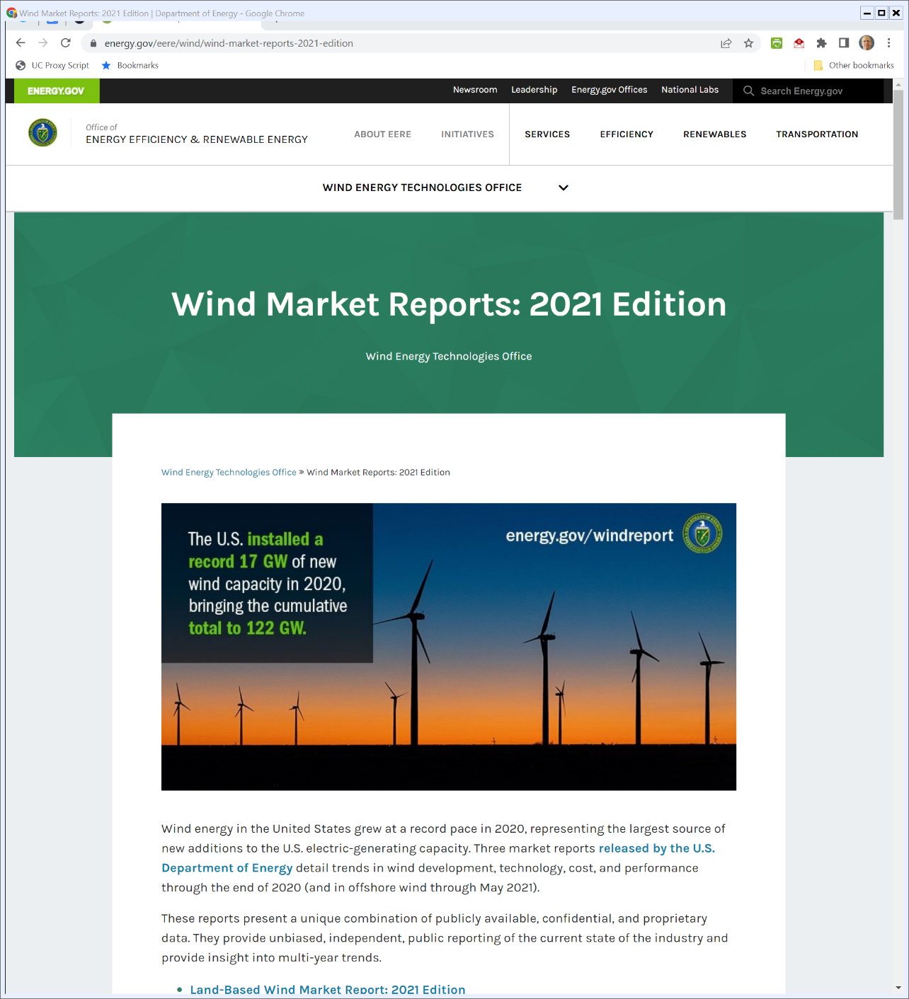 Wind Market Reports: 2021 Edition | Department of Energy - Google Chrome
energy.gov/eere/wind/wind-market-reports-2021-edition
UC Proxy Script Bookmarks Other bookmarks
ENERGY.GOV Newsroom Leadership Energy.gov Offices National Labs Search Energy.gov
Office of
ENERGY EFFICIENCY & RENEWABLE ENERGY ABOUT EERE INITIATIVES SERVICES EFFICIENCY RENEWABLES TRANSPORTATION
WIND ENERGY TECHNOLOGIES OFFICE
Wind Market Reports: 2021 Edition
Wind Energy Technologies Office
Wind Energy Technologies Office » Wind Market Reports: 2021 Edition
The U.S. installed a
record 17 GW of new
wind capacity in 2020,
bringing the cumulative
total to 122 GW.
energy.gov/windreport
Wind energy in the United States grew at a record pace in 2020, representing the largest source of
new additions to the U.S. electric-generating capacity. Three market reports released by the U.S.
Department of Energy detail trends in wind development, technology, cost, and performance
through the end of 2020 (and in offshore wind through May 2021).
These reports present a unique combination of publicly available, confidential, and proprietary
data. They provide unbiased, independent, public reporting of the current state of the industry and
provide insight into multi-year trends.
• Land-Based Wind Market Report: 2021 Edition